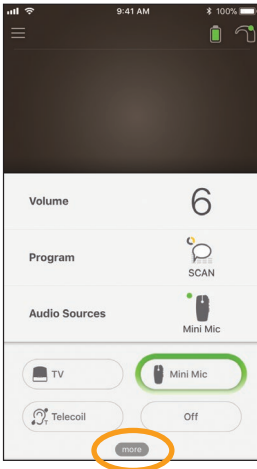 9:41 AM 100%
Volume 6
Program
SCAN
Audio Sources
Mini Mic
TV Mini Mic
T Telecoil Off
more